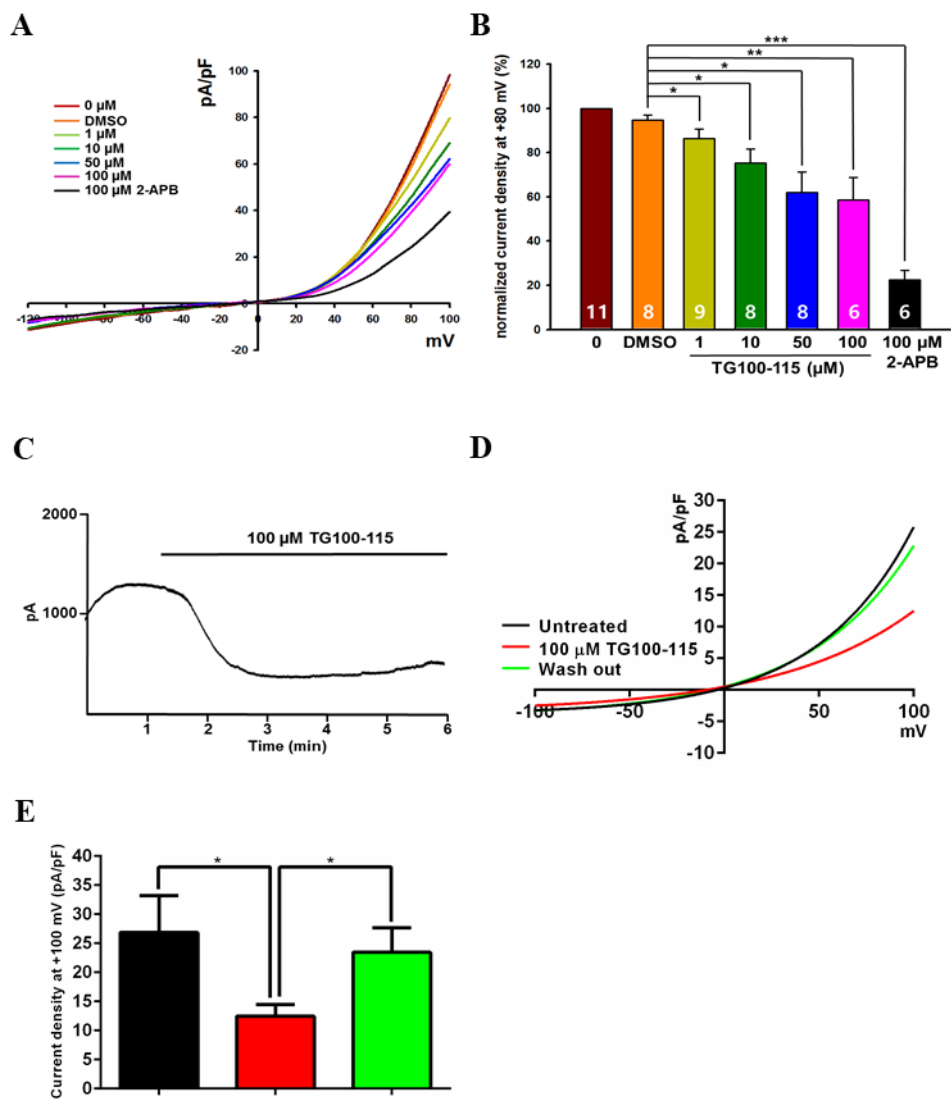 A
pA/pF
100
80
60
40
20
0
-20
-120 -100 -80 -60 -40 -20 0 20 40 60 80 100
mV
0 µM
DMSO
1 µM
10 µM
50 µM
100 µM
100 µM 2-APB
B
normalized current density at +80 mV (%)
120
100
80
60
40
20
0
***
**
*
*
*
11 8 9 8 8 6 6
0 DMSO 1 10 50 100 100 µM
TG100-115 (µM) 2-APB
C
2000
1000
pA
100 µM TG100-115
1 2 3 4 5 6
Time (min)
D
pA/pF
30
25
20
15
10
5
0
-5
-10
-100 -50 50 100
mV
Untreated
100 µM TG100-115
Wash out
E
Current density at +100 mV (pA/pF)
40
35
30
25
20
15
10
5
0
* *